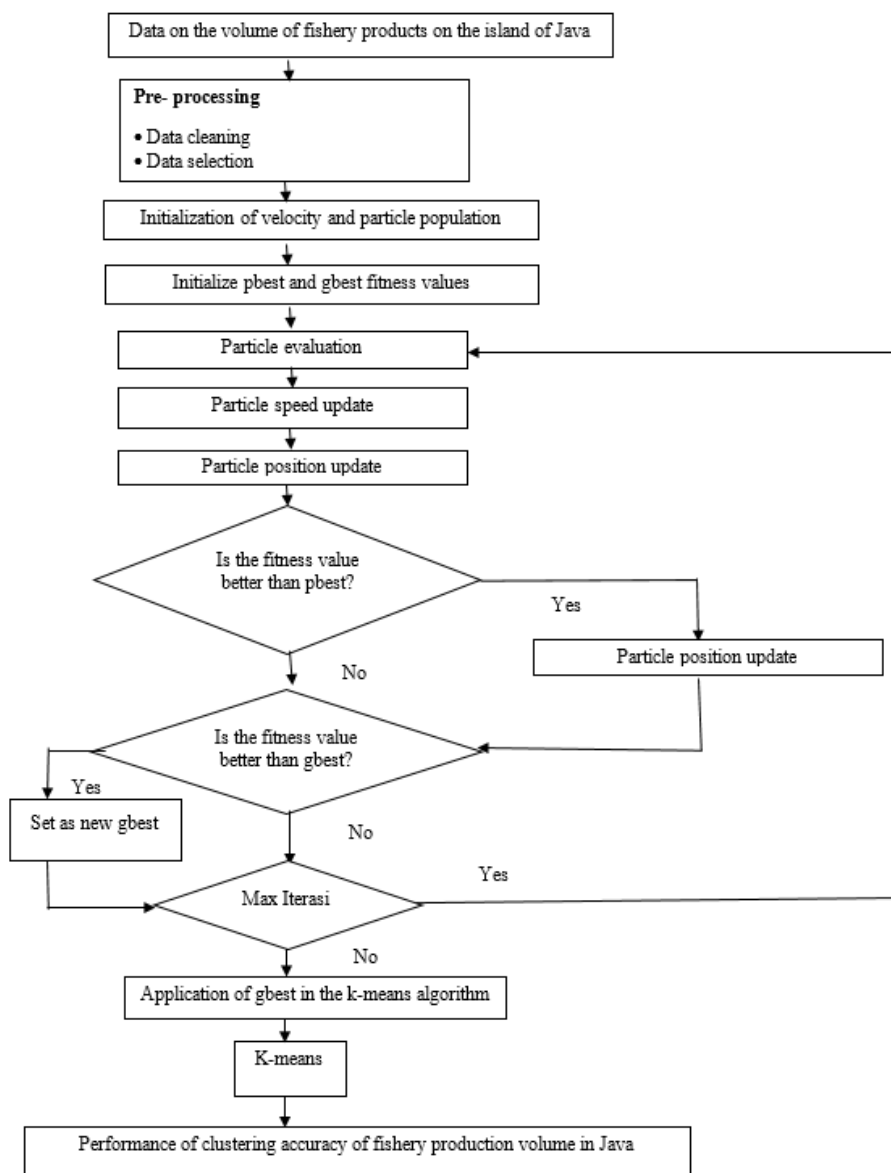 Data on the volume of fishery products on the island of Java
Pre- processing
• Data cleaning
• Data selection
Initialization of velocity and particle population
Initialize pbest and gbest fitness values
Particle evaluation
Particle speed update
Particle position update
Is the fitness value
better than pbest?
Yes
Particle position update
No
Is the fitness value
better than gbest?
Yes
Set as new gbest
No
Max Iterasi
Yes
No
Application of gbest in the k-means algorithm
K-means
Performance of clustering accuracy of fishery production volume in Java